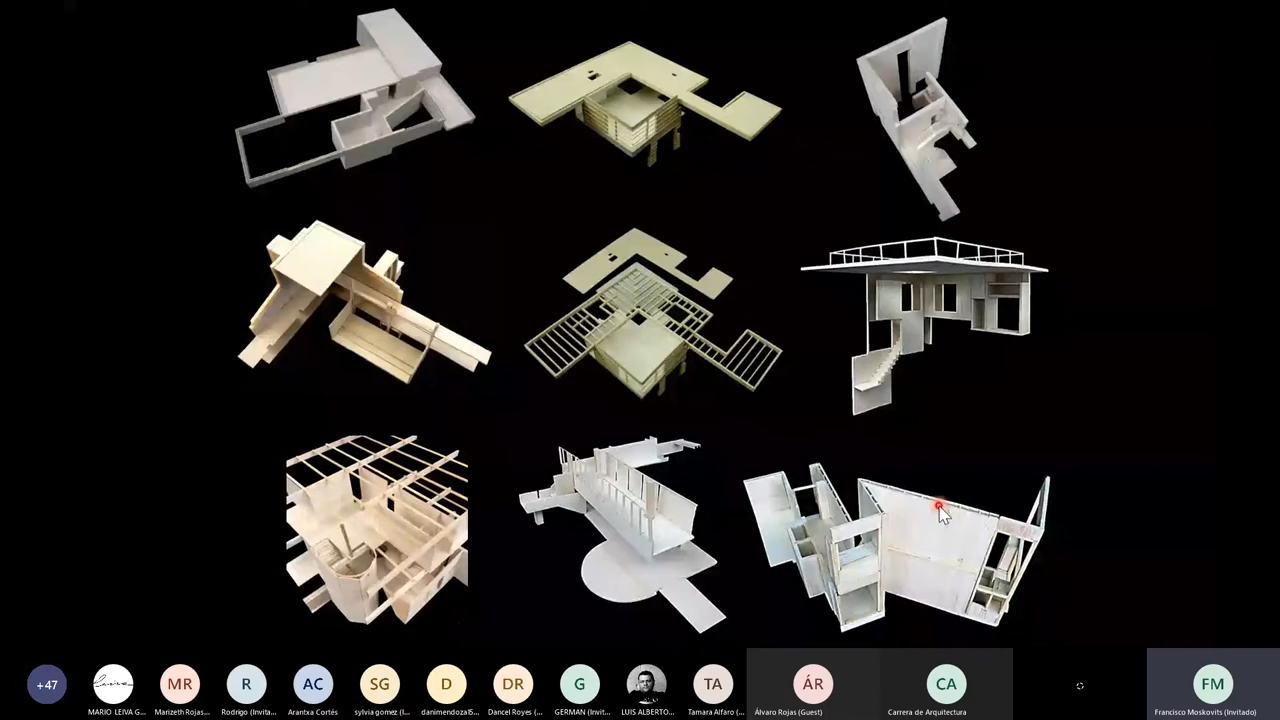 +47
MR
R
AC
SG
D
DR
G
TA
ÁR
CA
FM
MARIO LEIVA G...
Marizeth Rojas...
Rodrigo (Invita...
Arantxa Cortés
sylvia gomez (I...
danimendoza15...
Dancel Royes (...
GERMAN (Invit...
LUIS ALBERTO...
Tamara Alfaro (...
Álvaro Rojas (Guest)
Carrera de Arquitectura
Francisco Moskovits (Invitado)